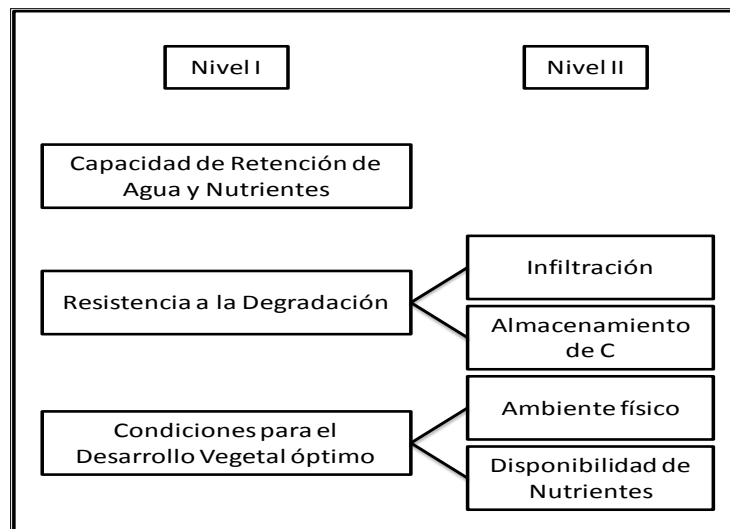 Nivel I
Nivel II
Capacidad de Retención de
Agua y Nutrientes
Resistencia a la Degradación
Infiltración
Almacenamiento
de C
Condiciones para el
Desarrollo Vegetal óptimo
Ambiente físico
Disponibilidad de
Nutrientes